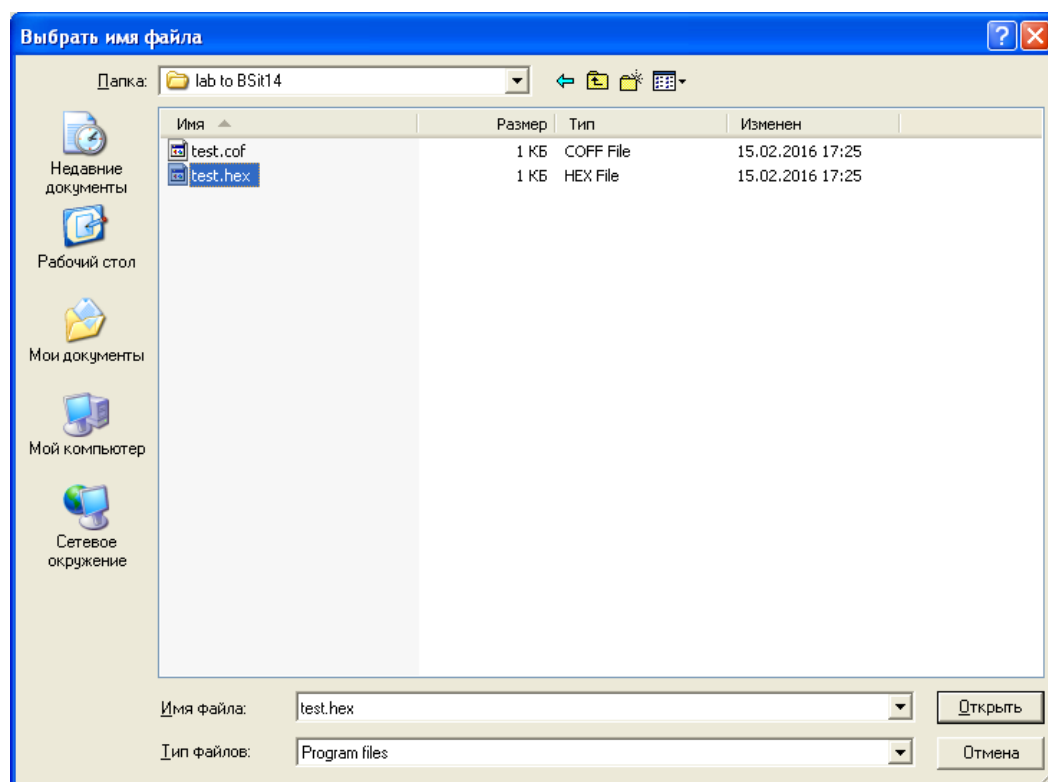 Выбрать имя файла
Папка: lab to BSit14
Имя Размер Тип Изменен
test.cof 1 КБ COFF File 15.02.2016 17:25
test.hex 1 КБ HEX File 15.02.2016 17:25
Недавние
документы
Рабочий стол
Мои документы
Мой компьютер
Сетевое
окружение
Имя файла: test.hex Открыть
Тип файлов: Program files Отмена